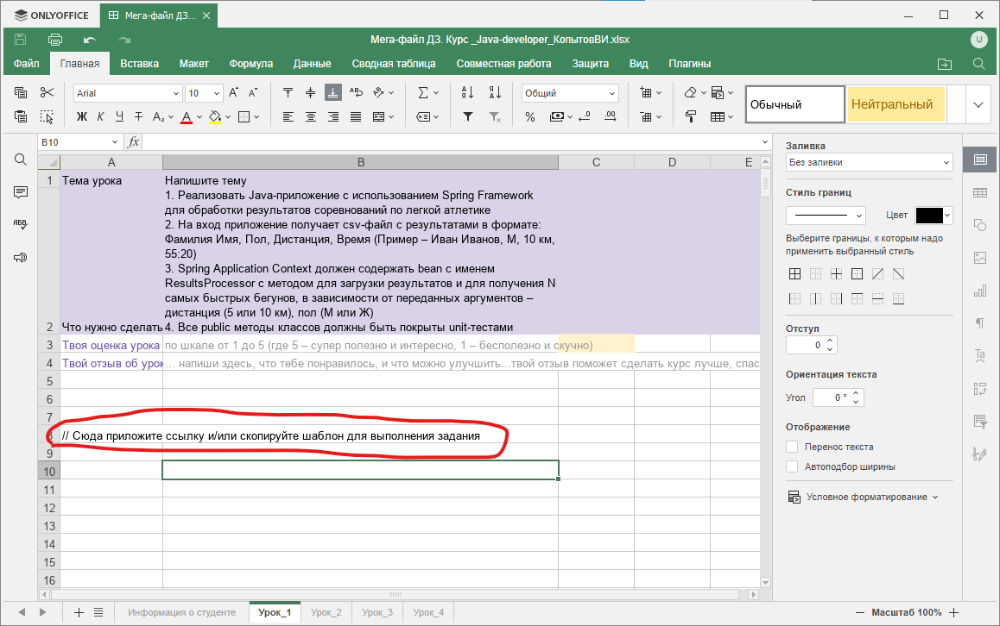 ONLYOFFICE
Мега-файл ДЗ...
Мега-файл ДЗ. Курс _Java-developer_КопытовВИ.xlsx
U
Файл Главная Вставка Макет Формула Данные Сводная таблица Совместная работа Защита Вид Плагины
Arial 10 Общий
Обычный
Нейтральный
Ж К Ч Т
B10
fx
A B C D E
1 Тема урока Напишите тему
1. Реализовать Java-приложение с использованием Spring Framework
для обработки результатов соревнований по легкой атлетике
2. На вход приложение получает csv-файл с результатами в формате:
Фамилия Имя, Пол, Дистанция, Время (Пример – Иван Иванов, М, 10 км,
55:20)
3. Spring Application Context должен содержать bean с именем
ResultsProcessor с методом для загрузки результатов и для получения N
самых быстрых бегунов, в зависимости от переданных аргументов –
дистанция (5 или 10 км), пол (М или Ж)
2 Что нужно сделать 4. Все public методы классов должны быть покрыты unit-тестами
3 Твоя оценка урока по шкале от 1 до 5 (где 5 – супер полезно и интересно, 1 – бесполезно и скучно)
4 Твой отзыв об урок ... напиши здесь, что тебе понравилось, и что можно улучшить...твой отзыв поможет сделать курс лучше, спас
5
6
7
8 // Сюда приложите ссылку и/или скопируйте шаблон для выполнения задания
9
10
11
12
13
14
15
16
Заливка
Без заливки
Стиль границ
Цвет
Выберите границы, к которым надо
применить выбранный стиль
Отступ
0
Ориентация текста
Угол 0 °
Отображение
Перенос текста
Автоподбор ширины
Условное форматирование
Информация о студенте Урок_1 Урок_2 Урок_3 Урок_4
Масштаб 100%